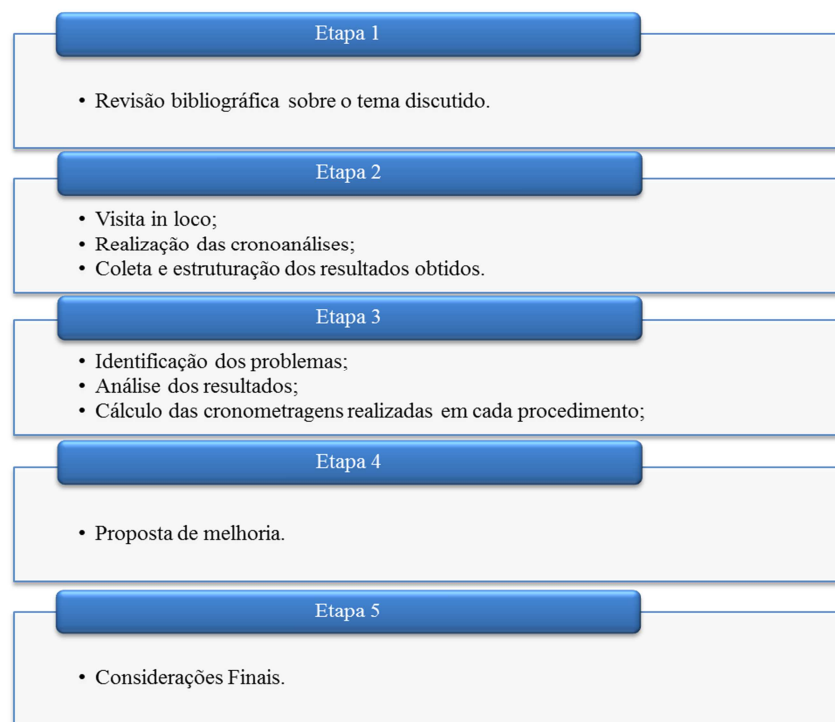 Etapa 1
• Revisão bibliográfica sobre o tema discutido.
Etapa 2
• Visita in loco;
• Realização das cronoanálises;
• Coleta e estruturação dos resultados obtidos.
Etapa 3
• Identificação dos problemas;
• Análise dos resultados;
• Cálculo das cronometragens realizadas em cada procedimento;
Etapa 4
• Proposta de melhoria.
Etapa 5
• Considerações Finais.